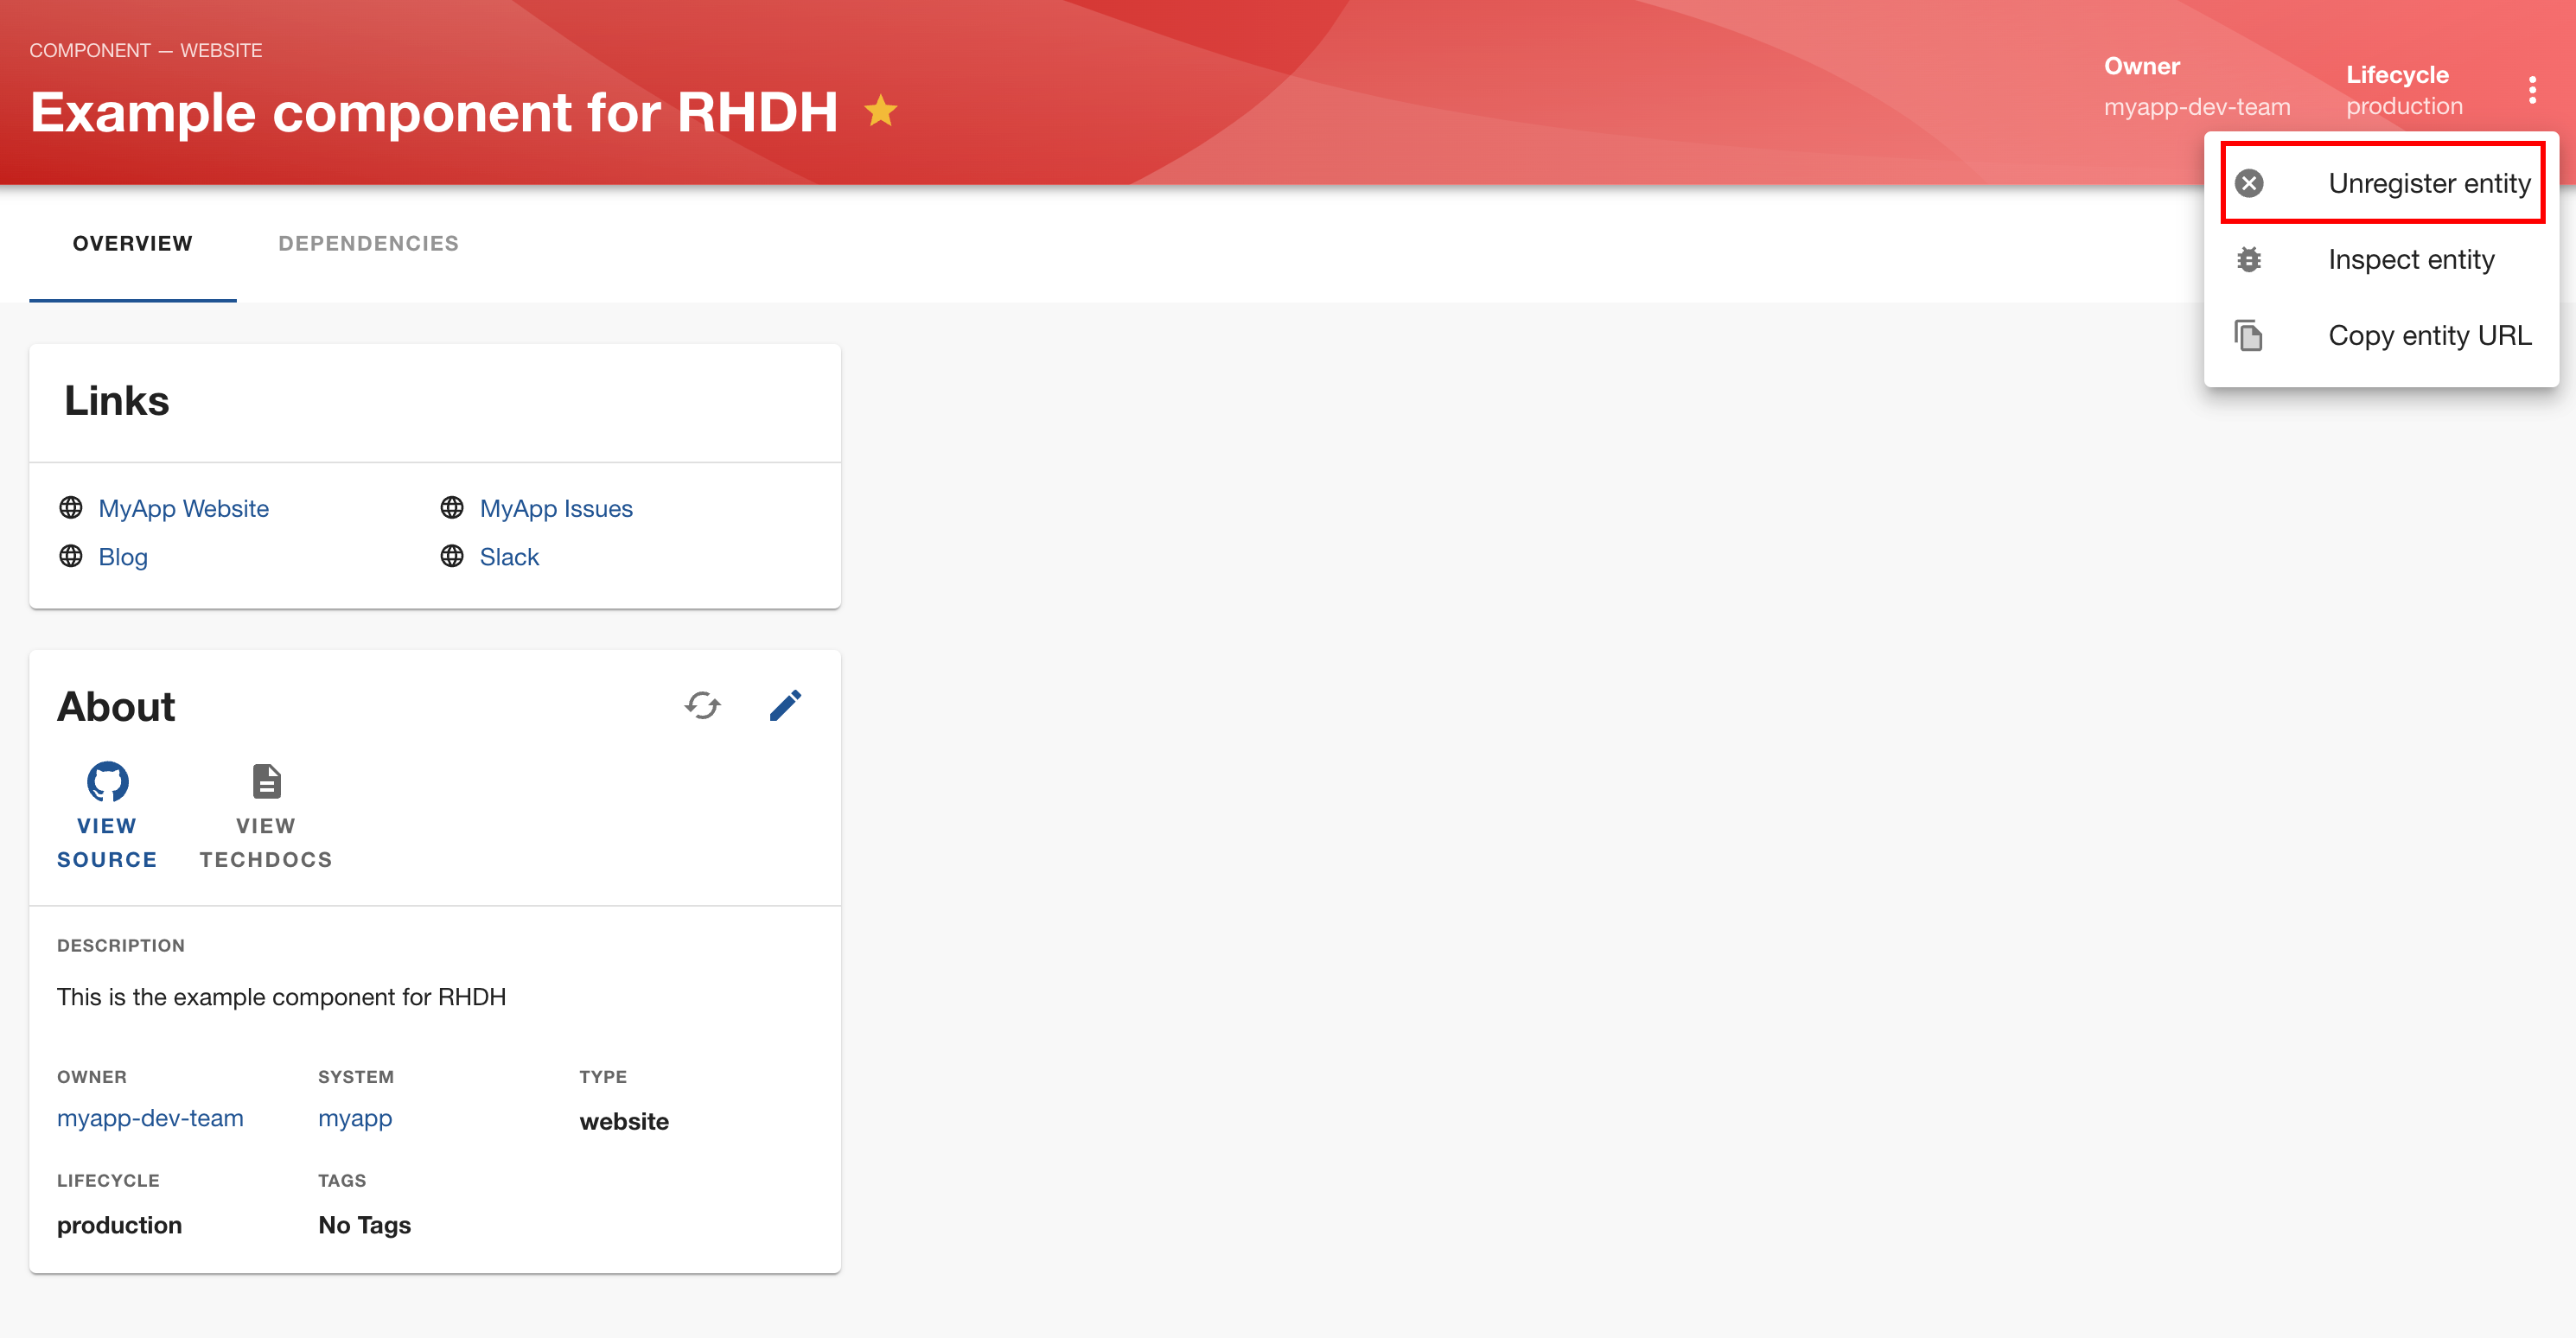 COMPONENT — WEBSITE
Example component for RHDH
Owner
myapp-dev-team
Lifecycle
production
Unregister entity
Inspect entity
Copy entity URL
OVERVIEW
DEPENDENCIES
Links
MyApp Website
MyApp Issues
Blog
Slack
About
VIEW
SOURCE
VIEW
TECHDOCS
DESCRIPTION
This is the example component for RHDH
OWNER
myapp-dev-team
SYSTEM
myapp
TYPE
website
LIFECYCLE
production
TAGS
No Tags